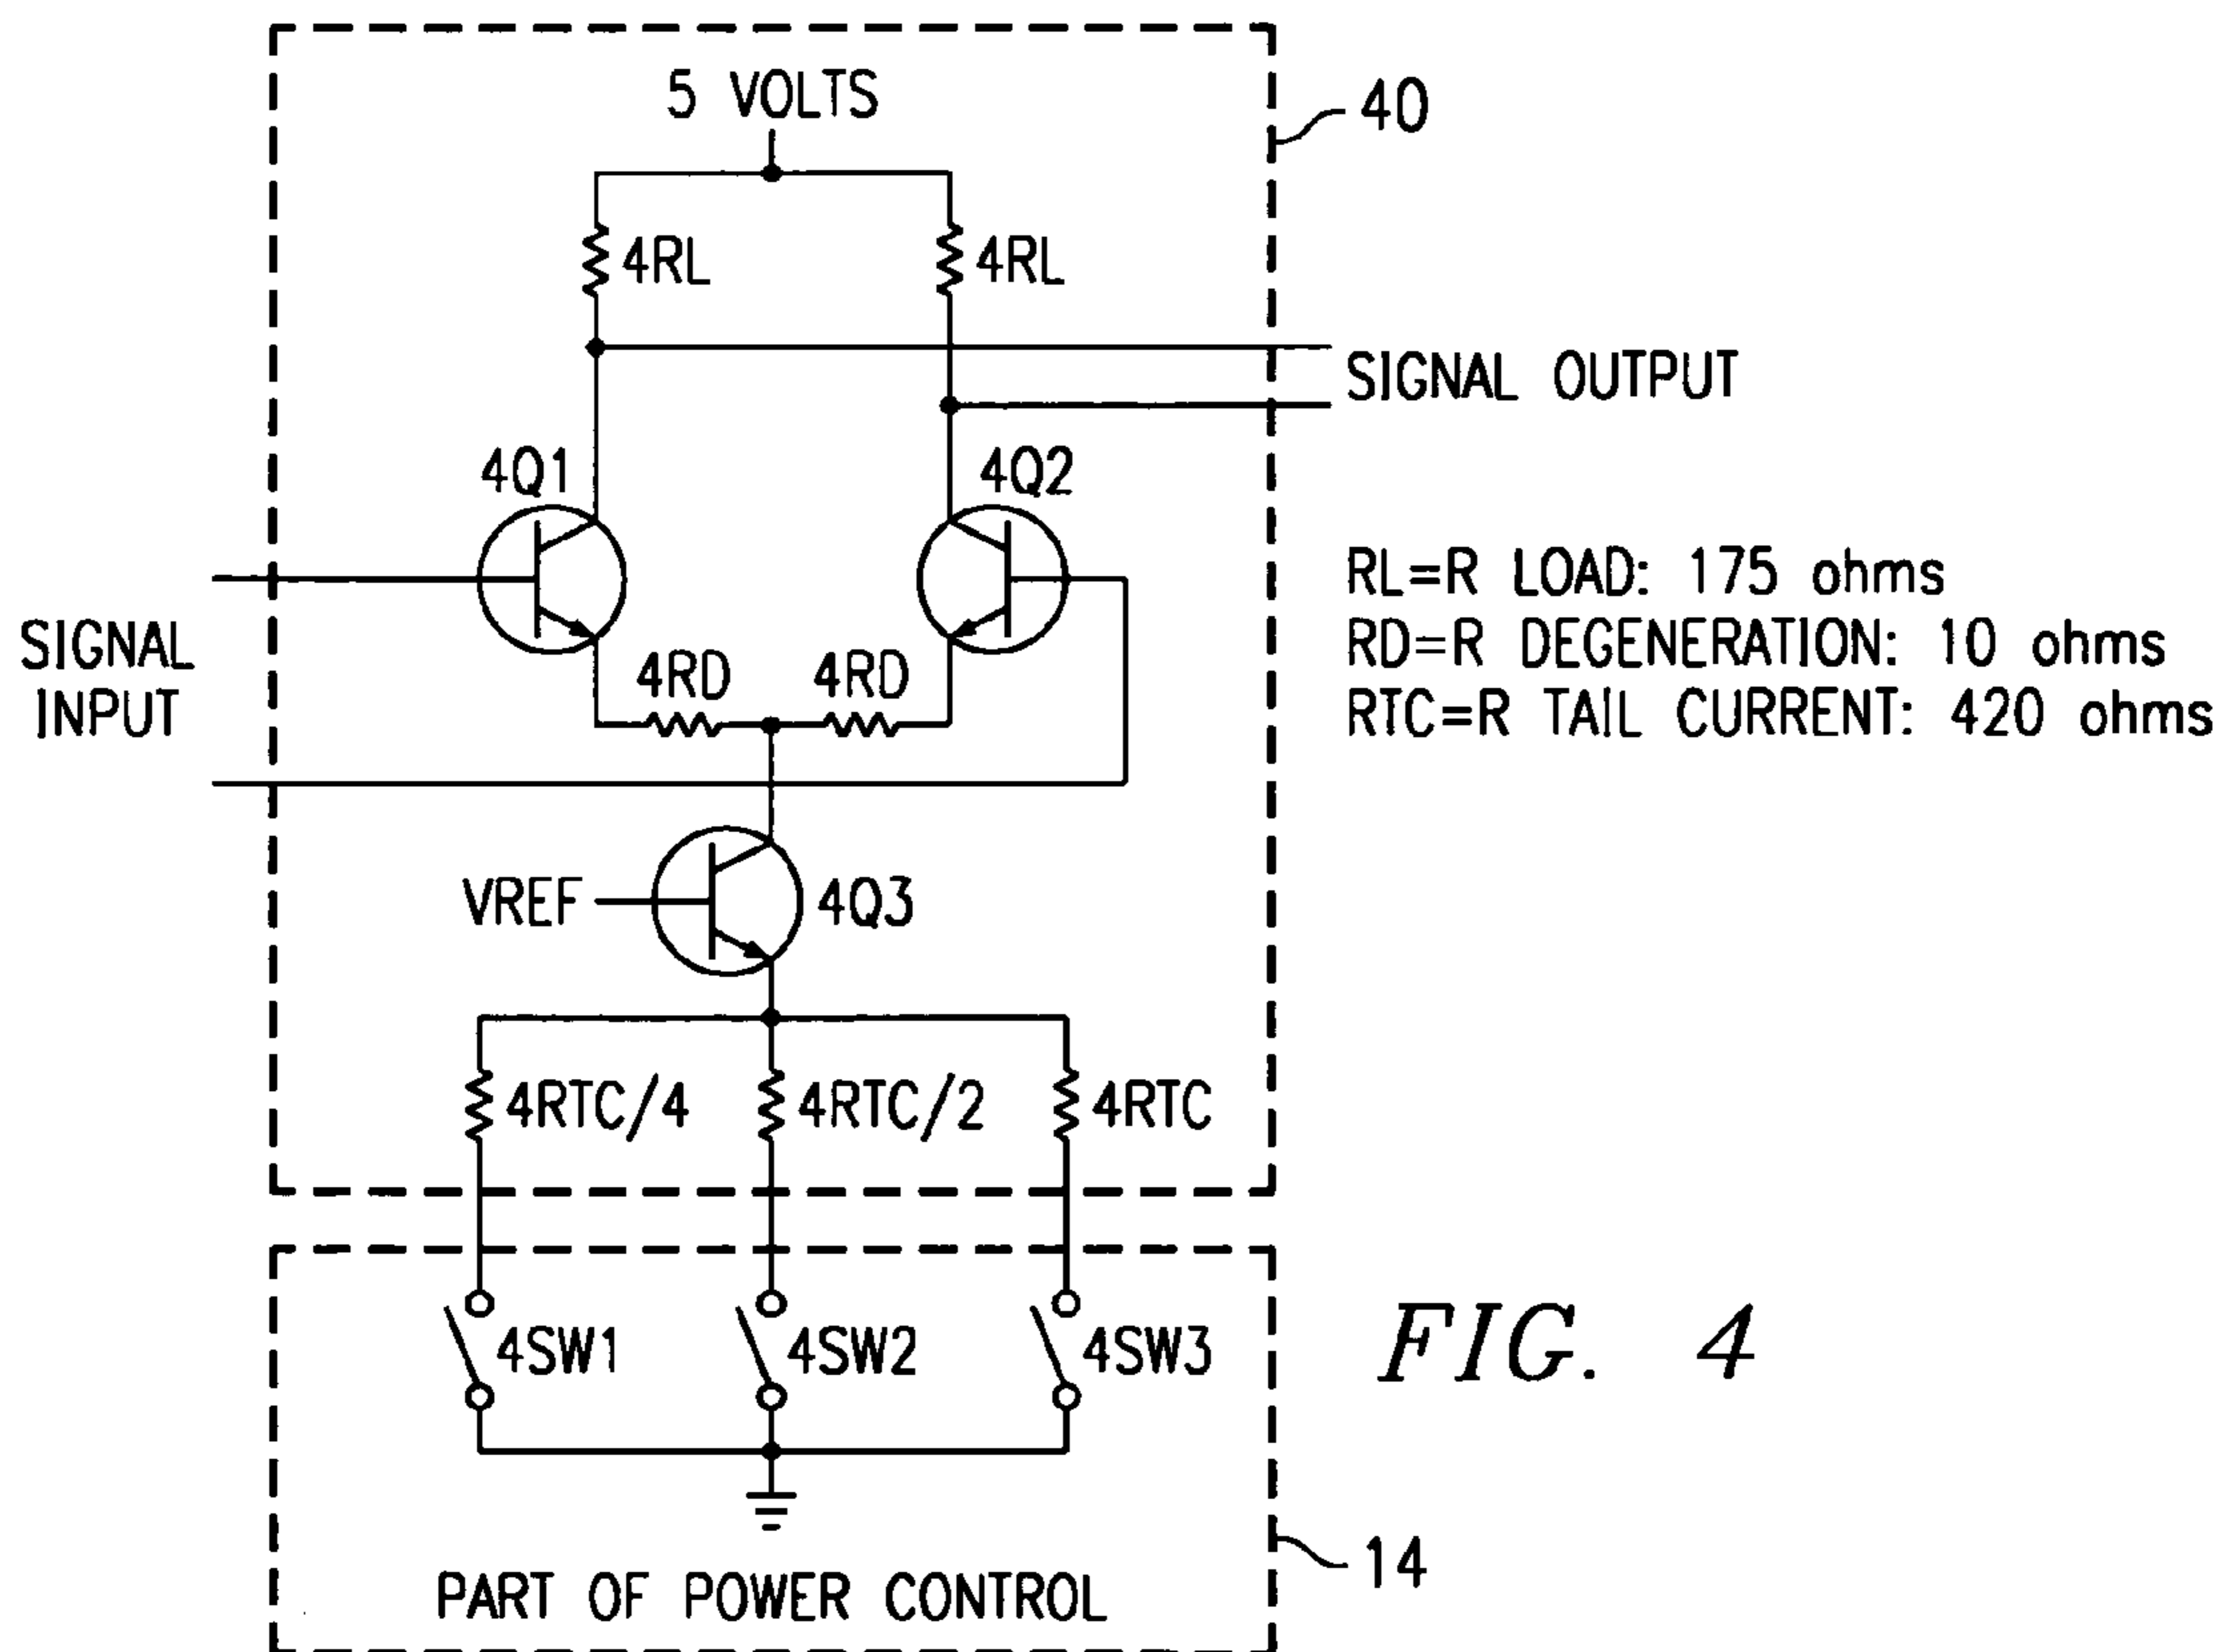 5 VOLTS
40
4RL
4RL
SIGNAL OUTPUT
4Q1
4Q2
RL=R LOAD: 175 ohms
RD=R DEGENERATION: 10 ohms
RTC=R TAIL CURRENT: 420 ohms
SIGNAL
INPUT
4RD
4RD
VREF
4Q3
4RTC/4
4RTC/2
4RTC
4SW1
4SW2
4SW3
FIG. 4
14
PART OF POWER CONTROL